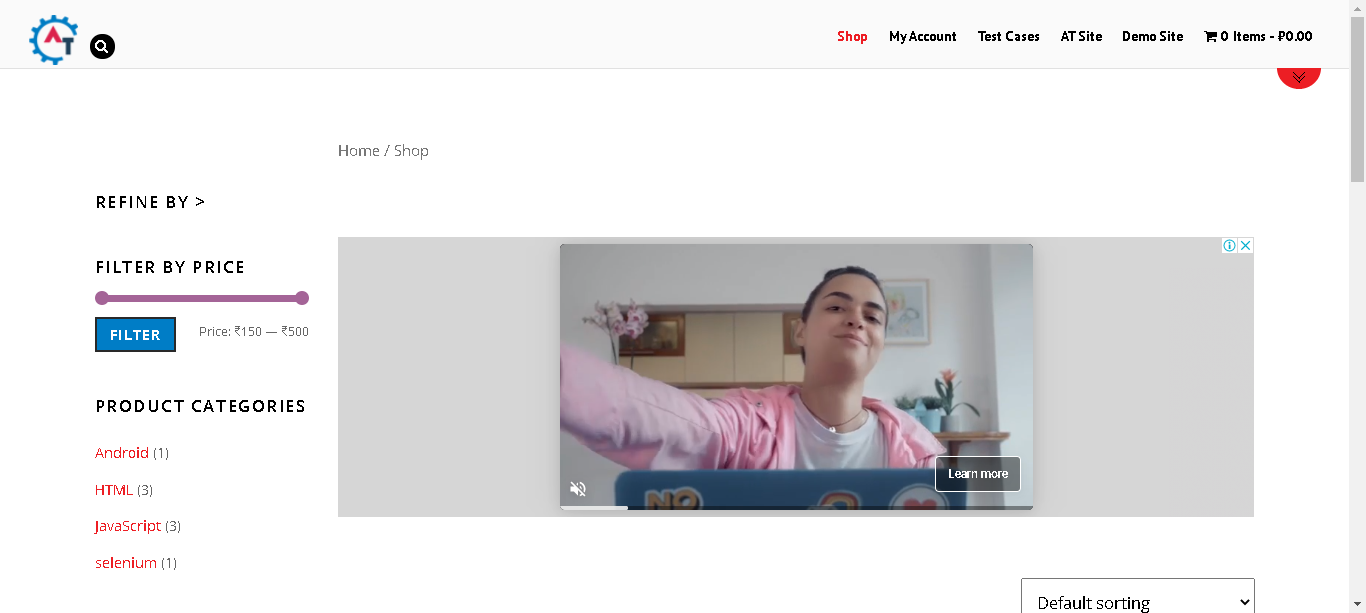 AT
Shop
My Account
Test Cases
AT Site
Demo Site
0 Items - ₽0.00
Home / Shop
REFINE BY >
FILTER BY PRICE
FILTER
Price: ₹150 — ₹500
PRODUCT CATEGORIES
Android (1)
HTML (3)
JavaScript (3)
selenium (1)
NO
Learn more
Default sorting